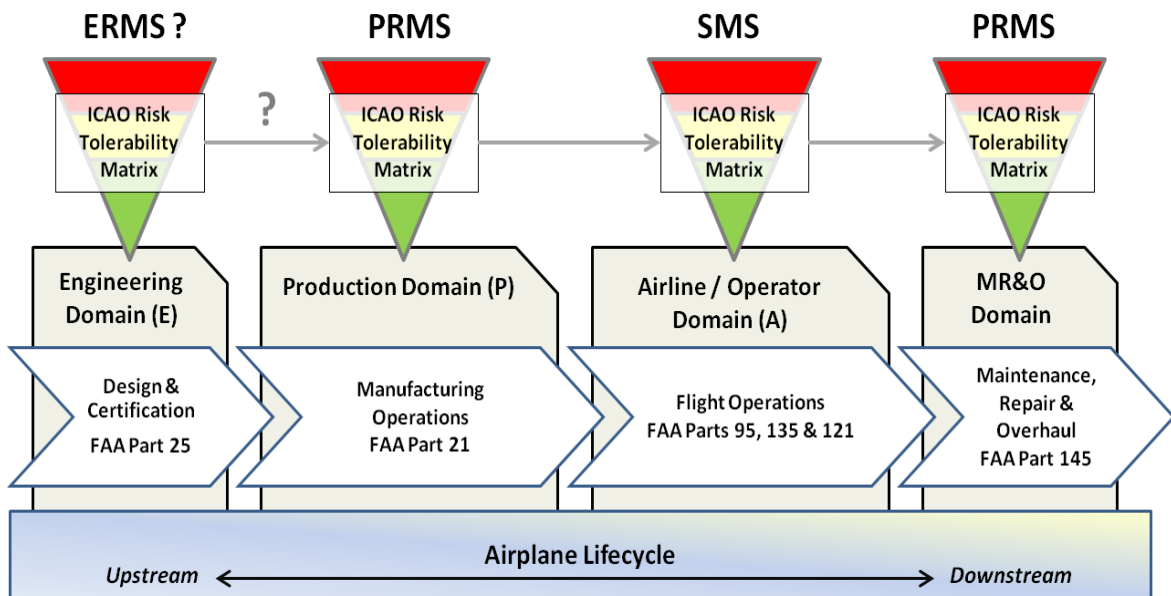 ERMS ?
PRMS
SMS
PRMS
ICAO Risk
Tolerability
Matrix
?
ICAO Risk
Tolerability
Matrix
ICAO Risk
Tolerability
Matrix
ICAO Risk
Tolerability
Matrix
Engineering
Domain (E)
Production Domain (P)
Airline / Operator
Domain (A)
MR&O
Domain
Design &
Certification
FAA Part 25
Manufacturing
Operations
FAA Part 21
Flight Operations
FAA Parts 95, 135 & 121
Maintenance,
Repair &
Overhaul
FAA Part 145
Airplane Lifecycle
Upstream
Downstream